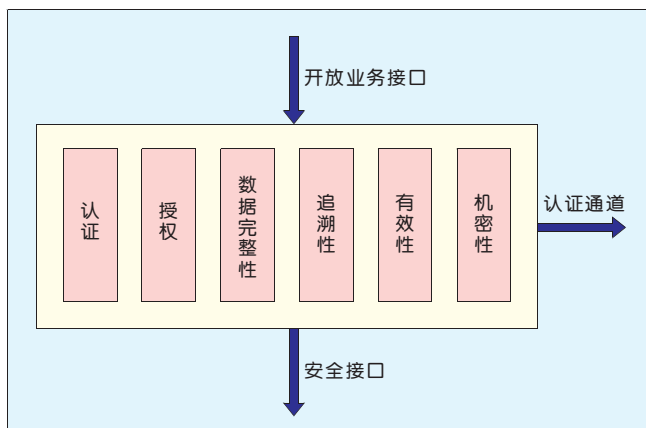 开放业务接口
认证
授权
数据完整性
追溯性
有效性
机密性
认证通道
安全接口